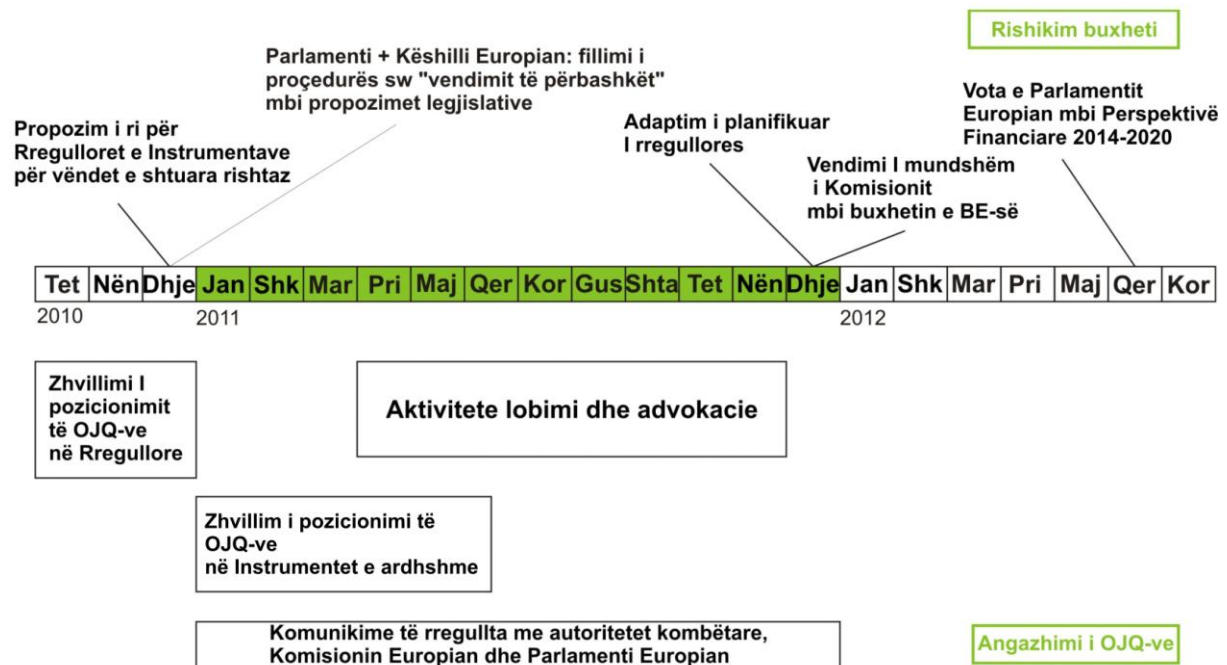 Rishikim buxheti
Parlamenti + Këshilli Europian: fillimi i
proçedurës sw "vendimit të përbashkët"
mbi propozimet legjislative
Propozim i ri për
Rregulloret e Instrumentave
për vëndet e shtuara rishtaz
Adaptim i planifikuar
I rregullores
Vendimi I mundshëm
i Komisionit
mbi buxhetin e BE-së
Vota e Parlamentit
Europian mbi Perspektivë
Financiare 2014-2020
Tet Nën Dhje Jan Shk Mar Pri Maj Qer Kor Gus Shta Tet Nën Dhje Jan Shk Mar Pri Maj Qer Kor
2010 2011 2012
Zhvillimi I
pozicionimit
të OJQ-ve
në Rregullore
Aktivitete lobimi dhe advokacie
Zhvillim i pozicionimi të
OJQ-ve
në Instrumentet e ardhshme
Komunikime të rregullta me autoritetet kombëtare,
Komisionin Europian dhe Parlamenti Europian
Angazhimi i OJQ-ve